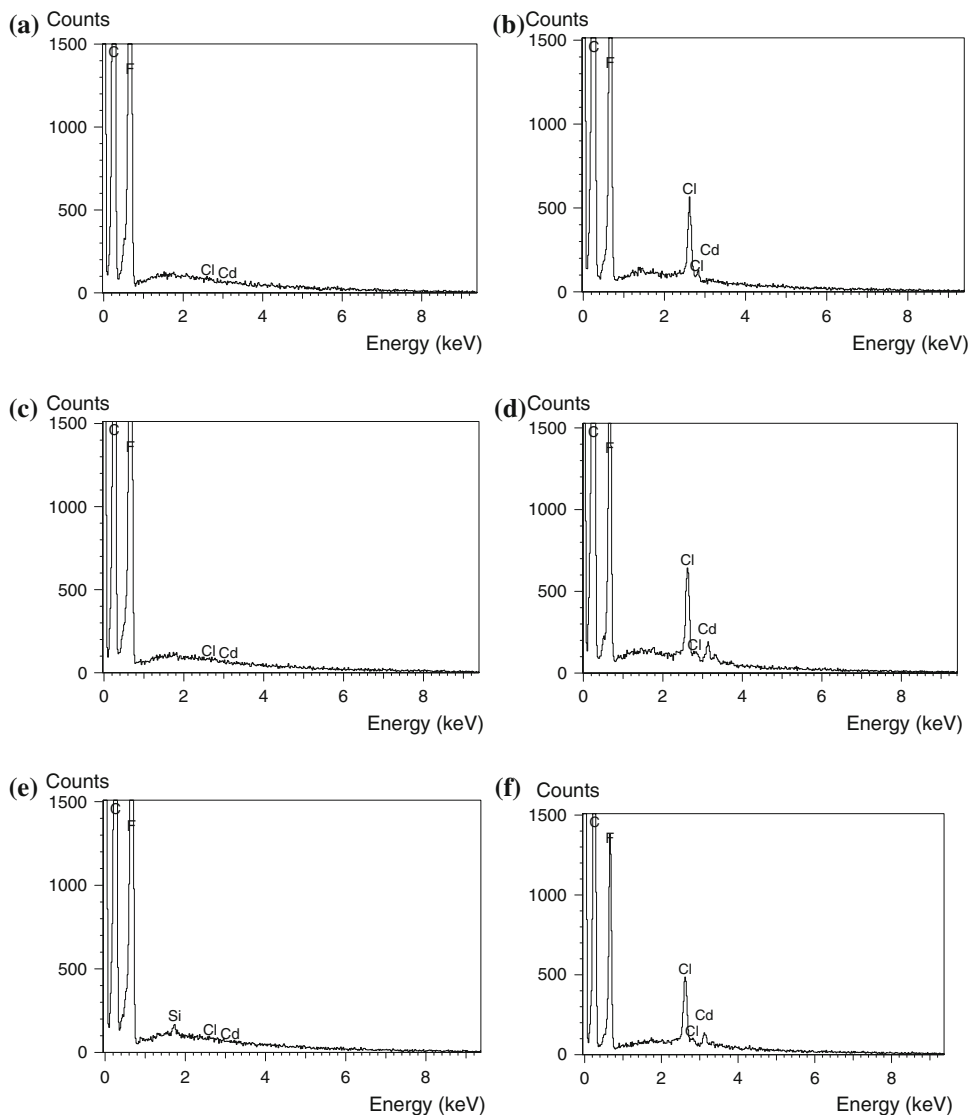 (a) Counts
1500
1000
500
0
C
F
Cl Cd
0 2 4 6 8
Energy (keV)
(b) Counts
1500
1000
500
0
C
F
Cl
Cl
Cd
0 2 4 6 8
Energy (keV)
(c) Counts
1500
1000
500
0
C
F
Cl Cd
0 2 4 6 8
Energy (keV)
(d) Counts
1500
1000
500
0
C
F
Cl
Cl
Cd
0 2 4 6 8
Energy (keV)
(e) Counts
1500
1000
500
0
C
F
Si
Cl Cd
0 2 4 6 8
Energy (keV)
(f) Counts
1500
1000
500
0
C
F
Cl
Cl
Cd
0 2 4 6 8
Energy (keV)